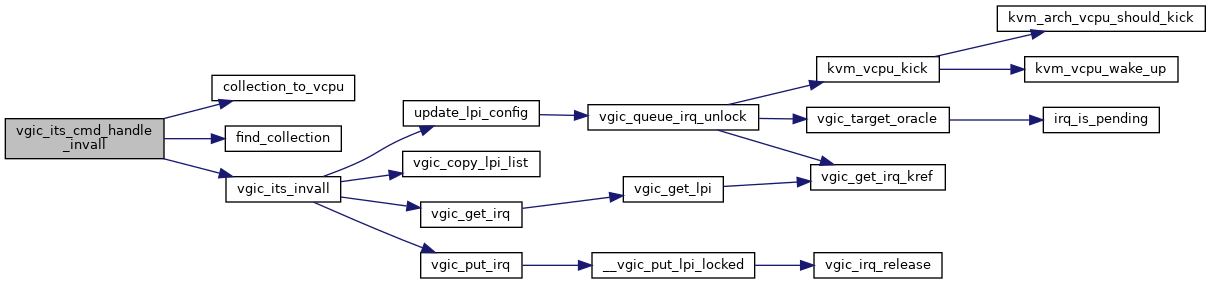 vgic_its_cmd_handle
_invall
collection_to_vcpu
find_collection
vgic_its_invall
update_lpi_config
vgic_copy_lpi_list
vgic_get_irq
vgic_put_irq
vgic_queue_irq_unlock
vgic_get_lpi
__vgic_put_lpi_locked
kvm_vcpu_kick
vgic_target_oracle
vgic_get_irq_kref
vgic_irq_release
kvm_arch_vcpu_should_kick
kvm_vcpu_wake_up
irq_is_pending